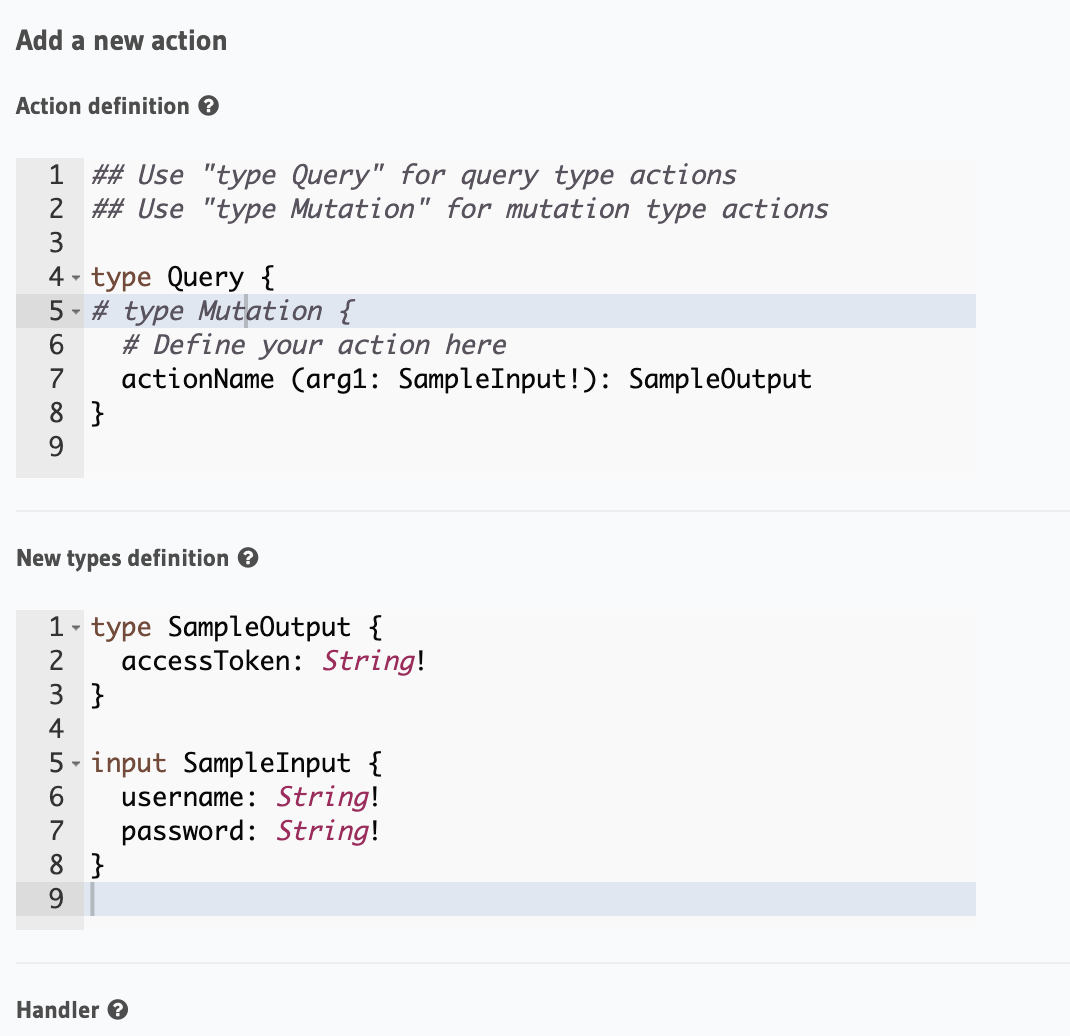 Add a new action
Action definition ?
1 ## Use "type Query" for query type actions
2 ## Use "type Mutation" for mutation type actions
3
4 type Query {
5 # type Mutation {
6   # Define your action here
7   actionName (arg1: SampleInput!): SampleOutput
8 }
9
New types definition ?
1 type SampleOutput {
2   accessToken: String!
3 }
4
5 input SampleInput {
6   username: String!
7   password: String!
8 }
9
Handler ?